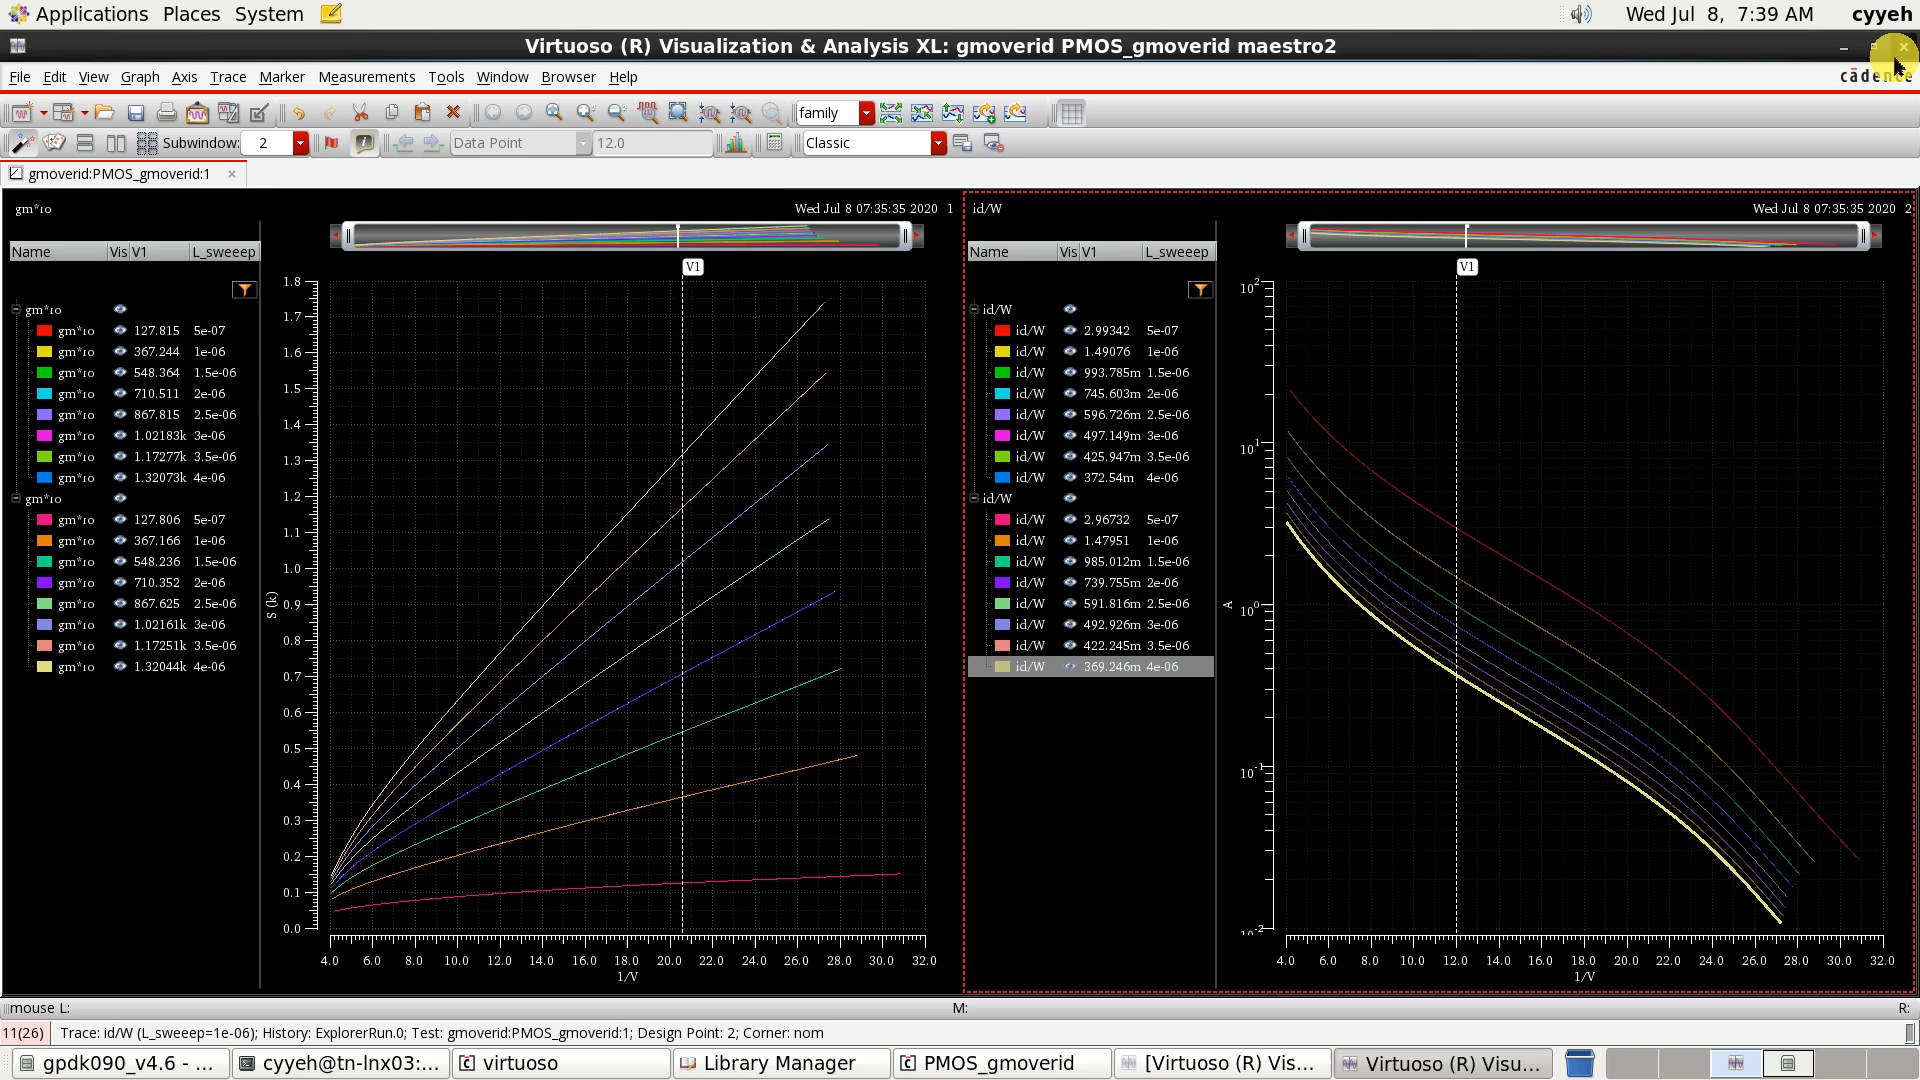 Applications Places System
Wed Jul 8, 7:39 AM cyyeh
Virtuoso (R) Visualization & Analysis XL: gmoverid PMOS_gmoverid maestro2
File Edit View Graph Axis Trace Marker Measurements Tools Window Browser Help
cādence
family
Subwindow: 2
Data Point
12.0
Classic
gmoverid:PMOS_gmoverid:1
gm*ro
Wed Jul 8 07:35:35 2020 1
Name Vis V1 L_sweeep
gm*ro
gm*ro 127.815 5e-07
gm*ro 367.244 1e-06
gm*ro 548.364 1.5e-06
gm*ro 710.511 2e-06
gm*ro 867.815 2.5e-06
gm*ro 1.02183k 3e-06
gm*ro 1.17277k 3.5e-06
gm*ro 1.32073k 4e-06
gm*ro
gm*ro 127.806 5e-07
gm*ro 367.166 1e-06
gm*ro 548.236 1.5e-06
gm*ro 710.352 2e-06
gm*ro 867.625 2.5e-06
gm*ro 1.02161k 3e-06
gm*ro 1.17251k 3.5e-06
gm*ro 1.32044k 4e-06
V1
1.8
1.7
1.6
1.5
1.4
1.3
1.2
1.1
1.0
0.9
0.8
0.7
0.6
0.5
0.4
0.3
0.2
0.1
0.0
S (k)
4.0 6.0 8.0 10.0 12.0 14.0 16.0 18.0 20.0 22.0 24.0 26.0 28.0 30.0 32.0
1/V
id/W
Wed Jul 8 07:35:35 2020 2
Name Vis V1 L_sweeep
id/W
id/W 2.99342 5e-07
id/W 1.49076 1e-06
id/W 993.785m 1.5e-06
id/W 745.603m 2e-06
id/W 596.726m 2.5e-06
id/W 497.149m 3e-06
id/W 425.947m 3.5e-06
id/W 372.54m 4e-06
id/W
id/W 2.96732 5e-07
id/W 1.47951 1e-06
id/W 985.012m 1.5e-06
id/W 739.755m 2e-06
id/W 591.816m 2.5e-06
id/W 492.926m 3e-06
id/W 422.245m 3.5e-06
id/W 369.246m 4e-06
V1
10²
10¹
10⁰
10⁻¹
10⁻²
A
4.0 6.0 8.0 10.0 12.0 14.0 16.0 18.0 20.0 22.0 24.0 26.0 28.0 30.0 32.0
1/V
mouse L: M: R:
11(26) Trace: id/W (L_sweeep=1e-06); History: ExplorerRun.0; Test: gmoverid:PMOS_gmoverid:1; Design Point: 2; Corner: nom
gpdk090_v4.6 - ...
cyyeh@tn-lnx03:...
virtuoso
Library Manager
PMOS_gmoverid
[Virtuoso (R) Vis...
Virtuoso (R) Visu...